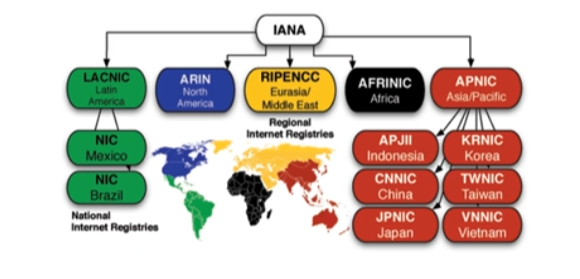 IANA
LACNIC
Latin
America
ARIN
North
America
RIPENCC
Eurasia/
Middle East
AFRINIC
Africa
APNIC
Asia/Pacific
Regional
Internet Registries
NIC
Mexico
NIC
Brazil
National
Internet Registries
APJII
Indonesia
KRNIC
Korea
CNNIC
China
TWNIC
Taiwan
JPNIC
Japan
VNNIC
Vietnam